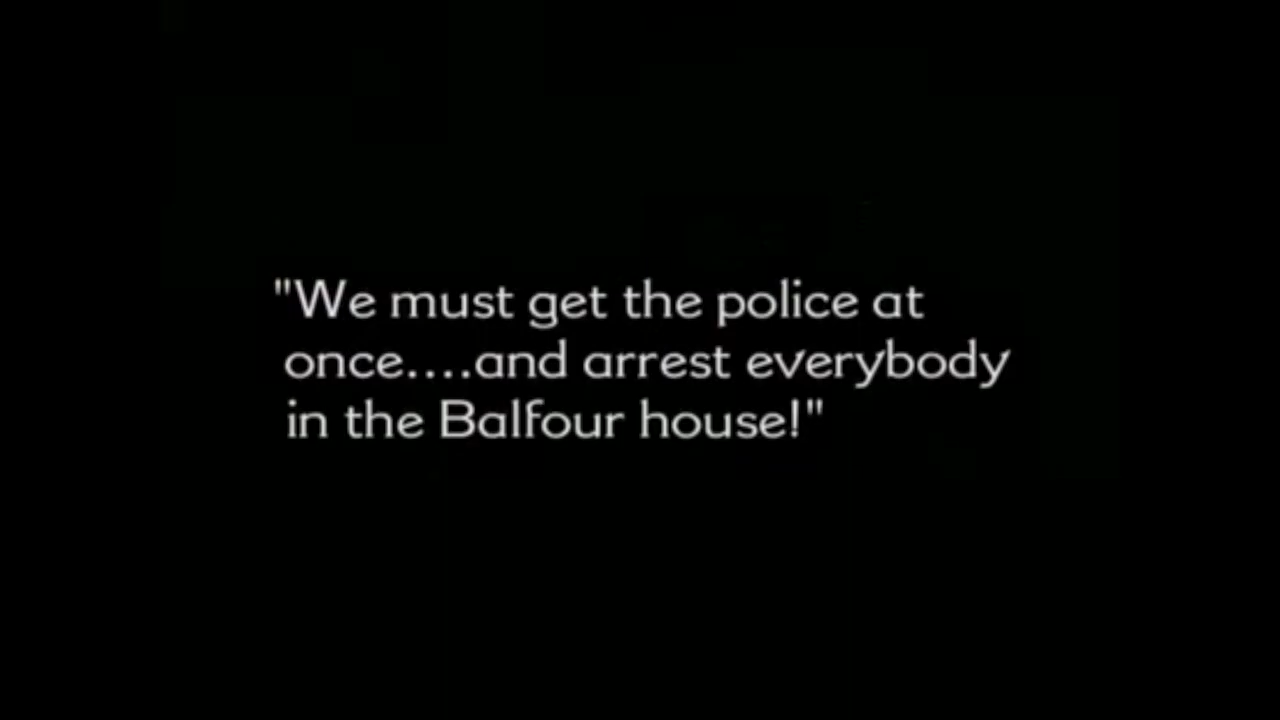 "We must get the police at
once....and arrest everybody
in the Balfour house!"